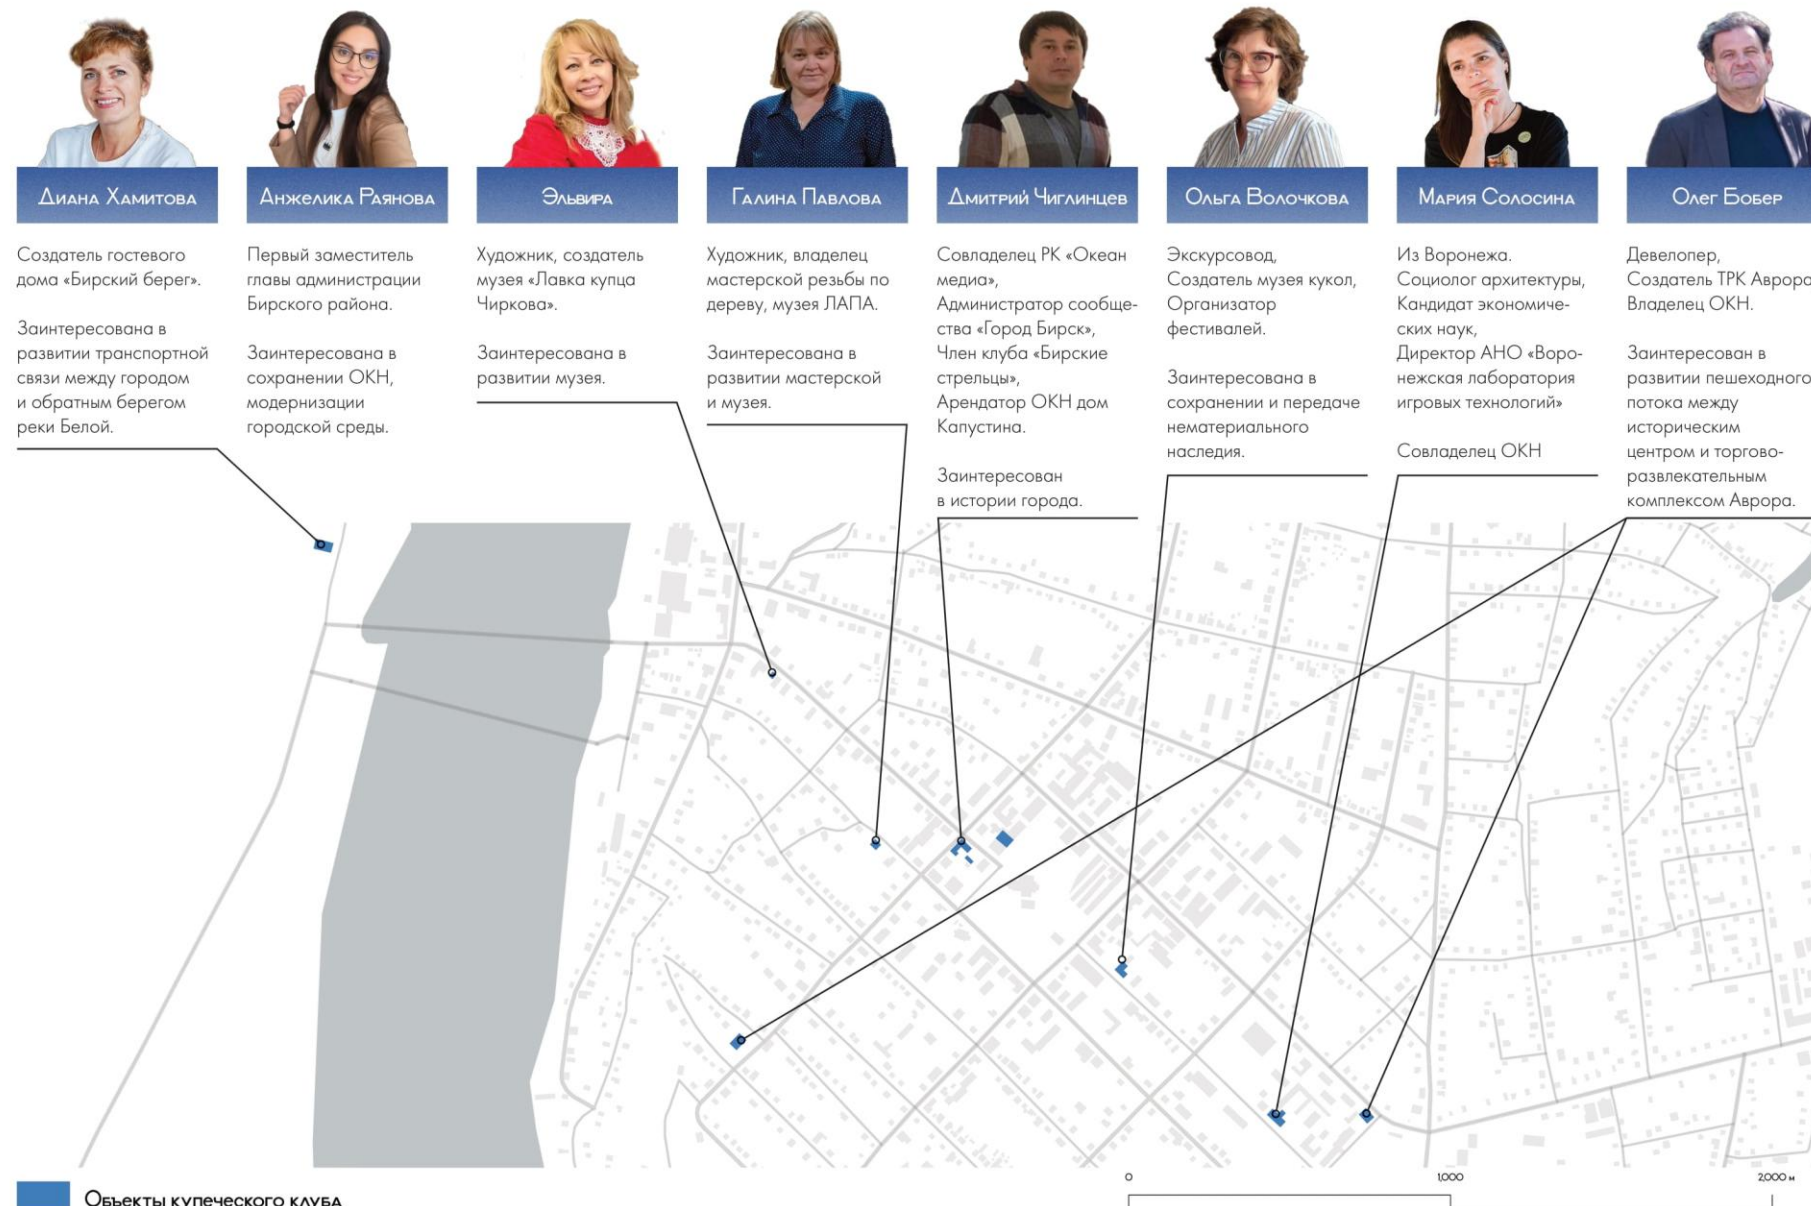 Диана Хамитова
Создатель гостевого
дома «Бирский берег».
Заинтересована в
развитии транспортной
связи между городом
и обратным берегом
реки Белой.
Анжелика Раянова
Первый заместитель
главы администрации
Бирского района.
Заинтересована в
сохранении ОКН,
модернизации
городской среды.
Эльвира
Художник, создатель
музея «Лавка купца
Чиркова».
Заинтересована в
развитии музея.
Галина Павлова
Художник, владелец
мастерской резьбы по
дереву, музея ЛАПА.
Заинтересована в
развитии мастерской
и музея.
Дмитрий Чиглинцев
Совладелец РК «Океан
медиа»,
Администратор сообще-
ства «Город Бирск»,
Член клуба «Бирские
стрельцы»,
Арендатор ОКН дом
Капустина.
Заинтересован
в истории города.
Ольга Волочкова
Экскурсовод,
Создатель музея кукол,
Организатор
фестивалей.
Заинтересована в
сохранении и передаче
нематериального
наследия.
Мария Солосина
Из Воронежа.
Социолог архитектуры,
Кандидат экономиче-
ских наук,
Директор АНО «Воро-
нежская лаборатория
игровых технологий»
Совладелец ОКН
Олег Бобер
Девелопер,
Создатель ТРК Аврора
Владелец ОКН.
Заинтересован в
развитии пешеходного
потока между
историческим
центром и торгово-
развлекательным
комплексом Аврора.
Объекты купеческого клуба
0 1,000 2,000 м